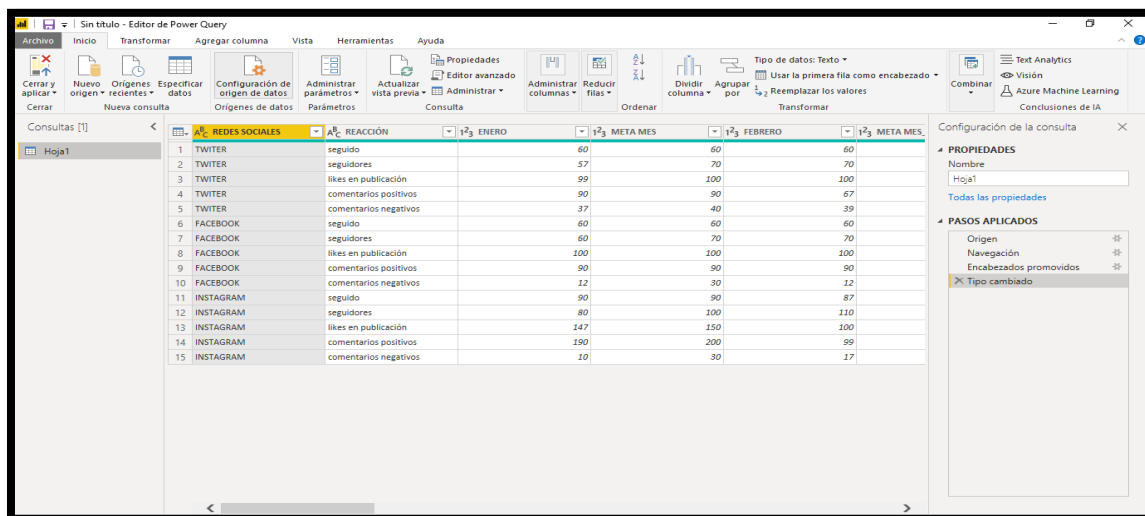 Sin título - Editor de Power Query
Archivo Inicio Transformar Agregar columna Vista Herramientas Ayuda
Cerrar y aplicar
Nuevo origen
Orígenes recientes
Especificar datos
Configuración de origen de datos
Administrar parámetros
Actualizar vista previa
Propiedades
Editor avanzado
Administrar
Administrar columnas
Reducir filas
Dividir columna
Agrupar por
Tipo de datos: Texto
Usar la primera fila como encabezado
Reemplazar los valores
Combinar
Text Analytics
Visión
Azure Machine Learning
Cerrar Nueva consulta Orígenes de datos Parámetros Consulta Ordenar Transformar Conclusiones de IA
Consultas [1]
Hoja1
REDES SOCIALES REACCIÓN ENERO META MES FEBRERO META MES_
1 TWITER seguido 60 60 60
2 TWITER seguidores 57 70 70
3 TWITER likes en publicación 99 100 100
4 TWITER comentarios positivos 90 90 67
5 TWITER comentarios negativos 37 40 39
6 FACEBOOK seguido 60 60 60
7 FACEBOOK seguidores 60 70 70
8 FACEBOOK likes en publicación 100 100 100
9 FACEBOOK comentarios positivos 90 90 90
10 FACEBOOK comentarios negativos 12 30 12
11 INSTAGRAM seguido 90 90 87
12 INSTAGRAM seguidores 80 100 110
13 INSTAGRAM likes en publicación 147 150 100
14 INSTAGRAM comentarios positivos 190 200 99
15 INSTAGRAM comentarios negativos 10 30 17
Configuración de la consulta
PROPIEDADES
Nombre
Hoja1
Todas las propiedades
PASOS APLICADOS
Origen
Navegación
Encabezados promovidos
Tipo cambiado